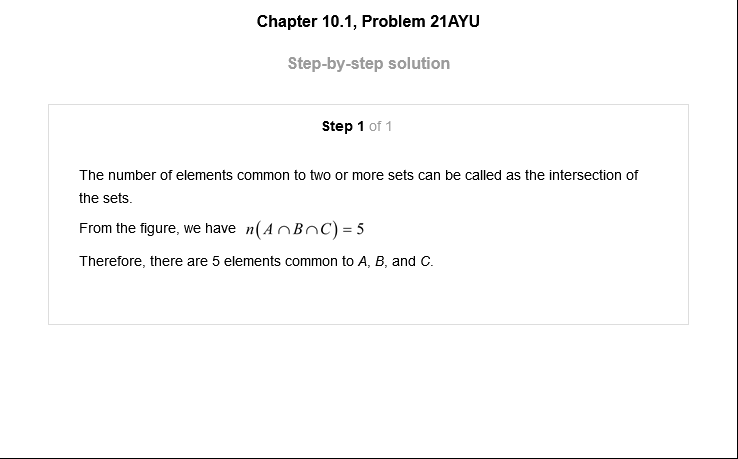 Chapter 10.1, Problem 21AYU
Step-by-step solution
Step 1 of 1
The number of elements common to two or more sets can be called as the intersection of
the sets.
From the figure, we have n(A∩B∩C) = 5
Therefore, there are 5 elements common to A, B, and C.